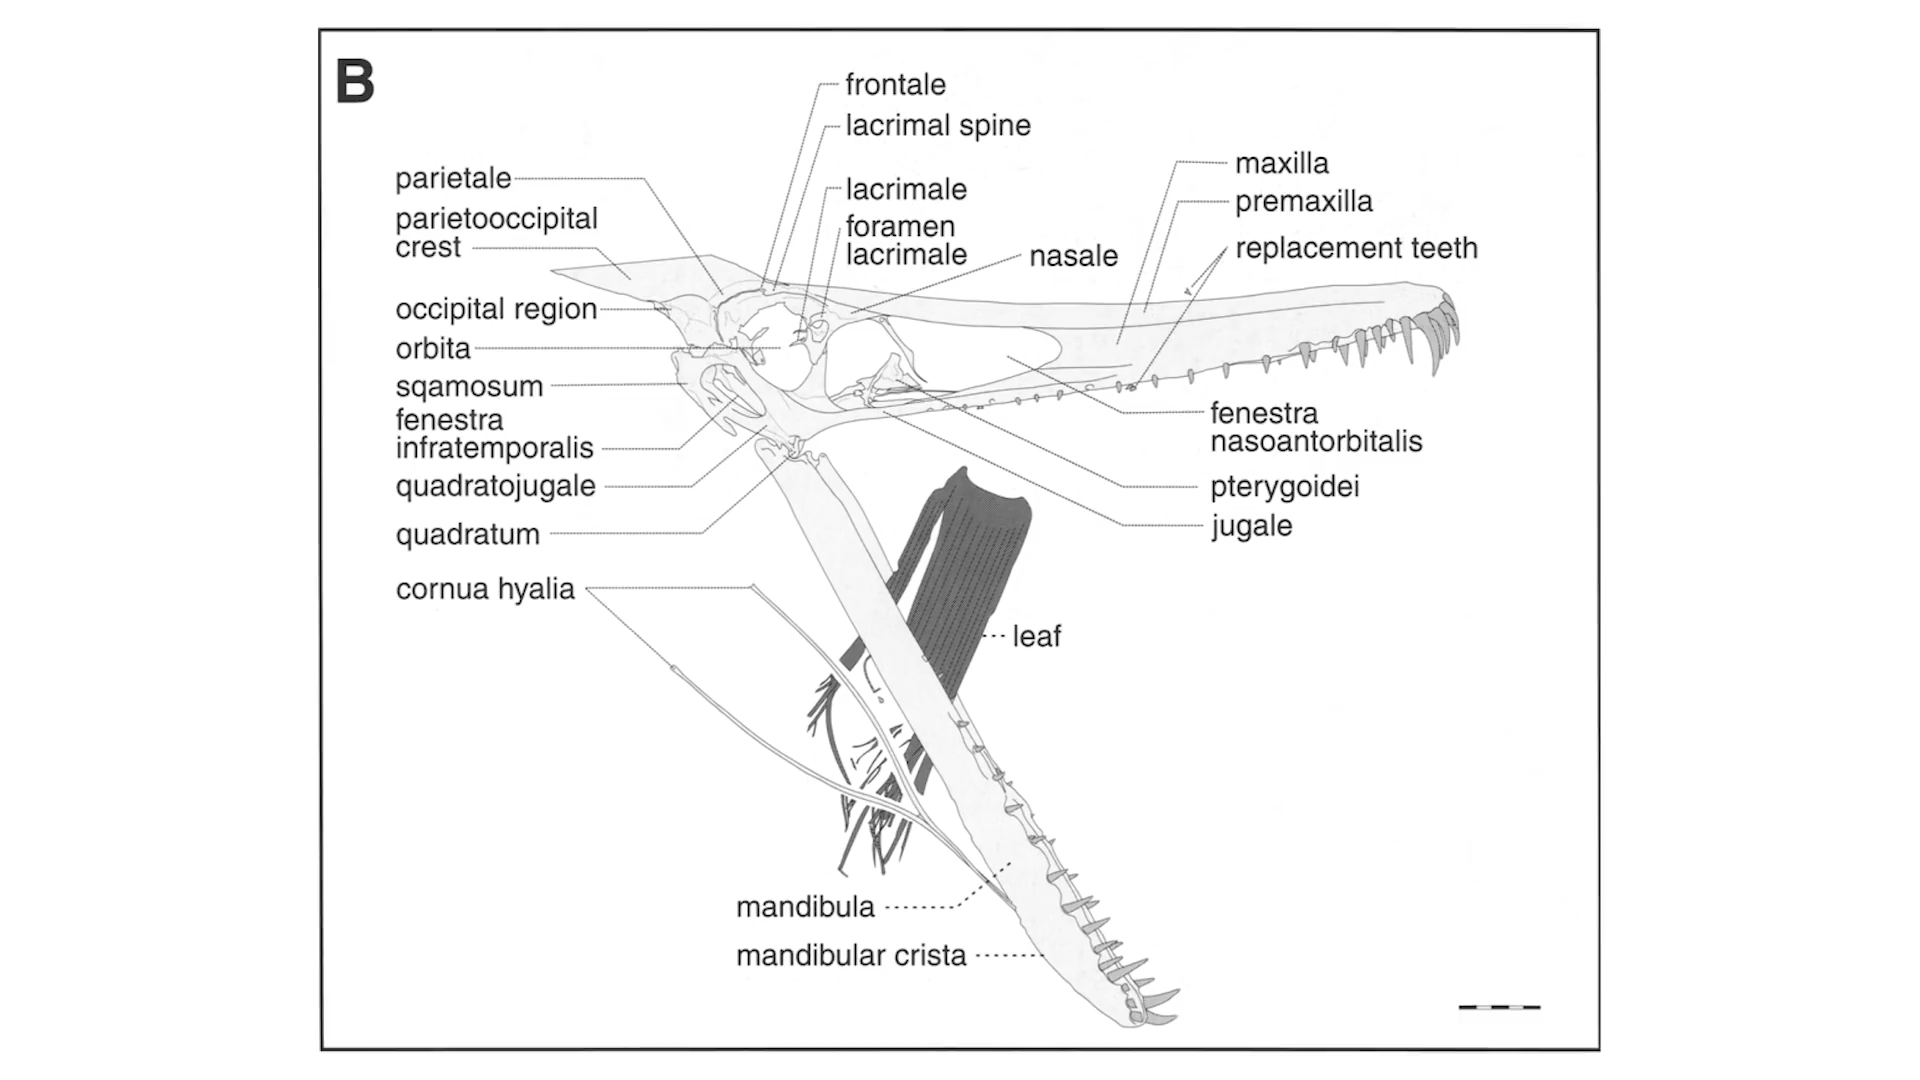 B
frontale
lacrimal spine
parietale
parietooccipital
crest
lacrimale
foramen
lacrimale
nasale
maxilla
premaxilla
replacement teeth
occipital region
orbita
sqamosum
fenestra
infratemporalis
quadratojugale
quadratum
cornua hyalia
fenestra
nasoantorbitalis
pterygoidei
jugale
leaf
mandibula
mandibular crista